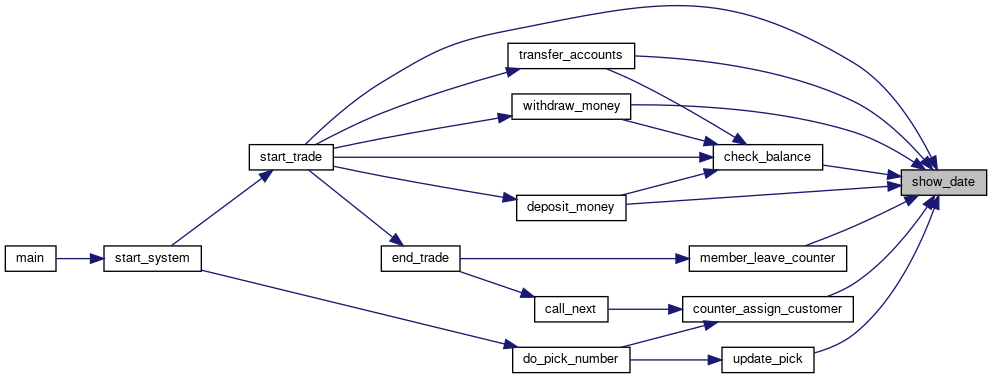 transfer_accounts
withdraw_money
start_trade
check_balance
show_date
deposit_money
main
start_system
end_trade
member_leave_counter
call_next
counter_assign_customer
do_pick_number
update_pick